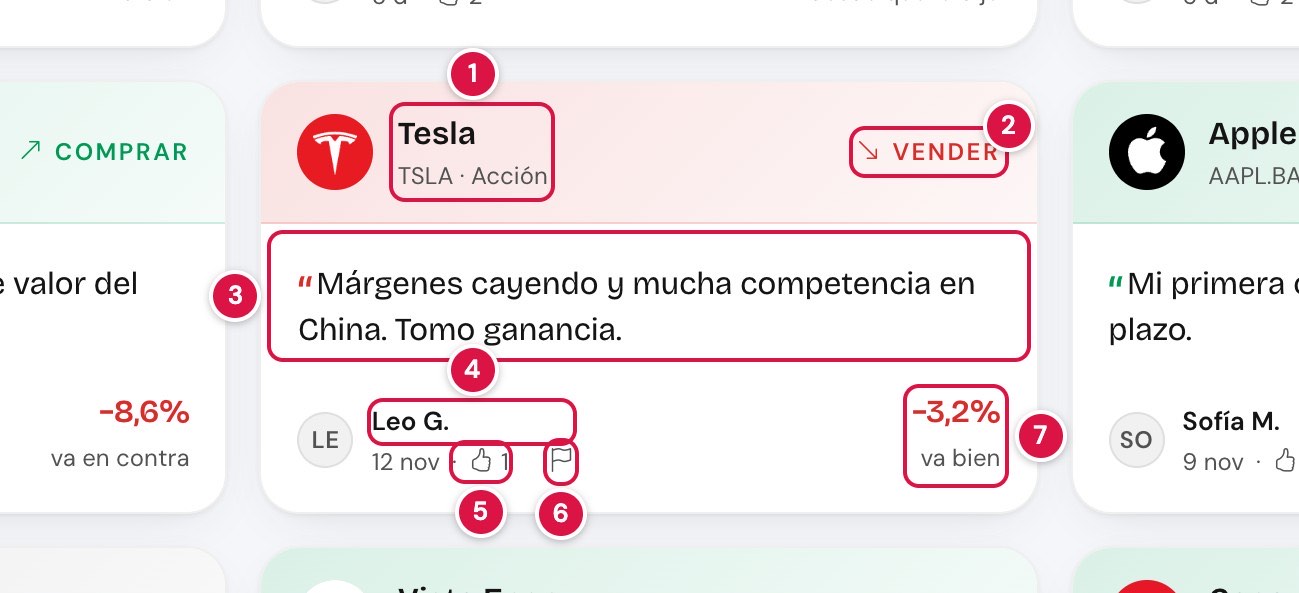 1
Tesla
TSLA · Acción
2
↘ VENDER
↗ COMPRAR
Apple
AAPL.BA
3
“Márgenes cayendo y mucha competencia en
China. Tomo ganancia.
valor del
“Mi primera
plazo.
4
-8,6%
va en contra
LE
Leo G.
12 nov · 1
5
6
-3,2%
va bien
7
SO
Sofía M.
9 nov ·